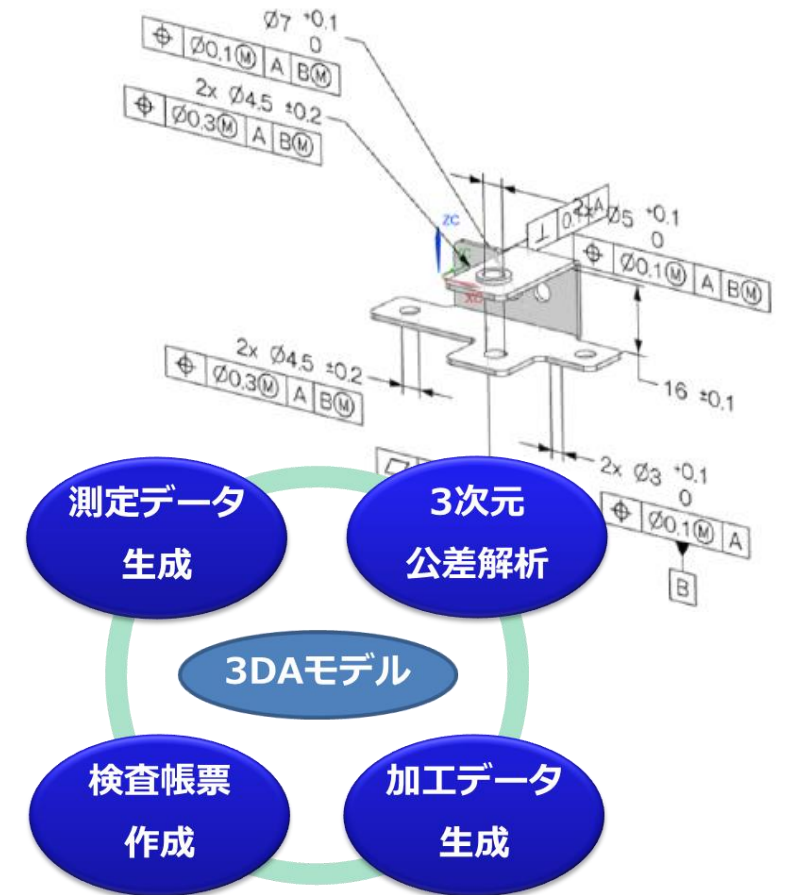 Ø7 +0.1 0
⌖ Ø0.1Ⓜ A BⓂ
2x Ø4.5 ±0.2
⌖ Ø0.3Ⓜ A BⓂ
ZC
XC
2x Ø5 +0.1 0
⌖ Ø0.1Ⓜ A BⓂ
2x Ø4.5 ±0.2
⌖ Ø0.3Ⓜ A BⓂ
16 ±0.1
2x Ø3 +0.1 0
⌖ Ø0.1Ⓜ A
B
測定データ
生成
3次元
公差解析
3DAモデル
検査帳票
作成
加工データ
生成